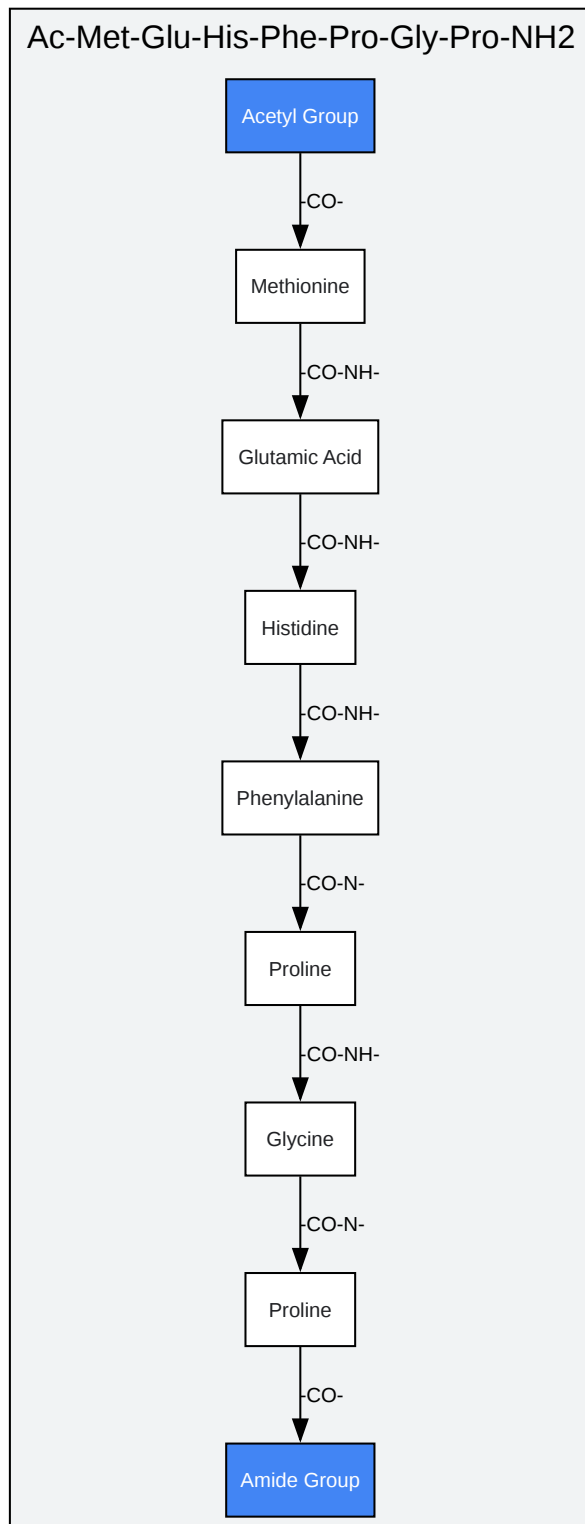 Ac-Met-Glu-His-Phe-Pro-Gly-Pro-NH2
Acetyl Group
-CO-
Methionine
-CO-NH-
Glutamic Acid
-CO-NH-
Histidine
-CO-NH-
Phenylalanine
-CO-N-
Proline
-CO-NH-
Glycine
-CO-N-
Proline
-CO-
Amide Group